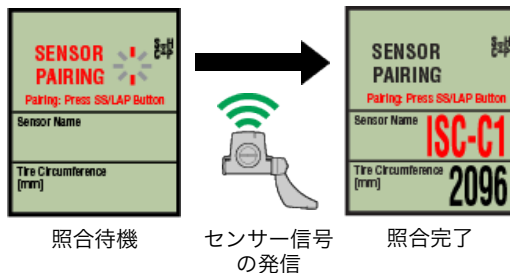 SENSOR
PAIRING
Pairing: Press SS/LAP Button
Sensor Name
Tire Circumference
[mm]
照合待機
センサー信号
の発信
SENSOR
PAIRING
Pairing: Press SS/LAP Button
Sensor Name
ISC-C1
Tire Circumference
[mm]
2096
照合完了